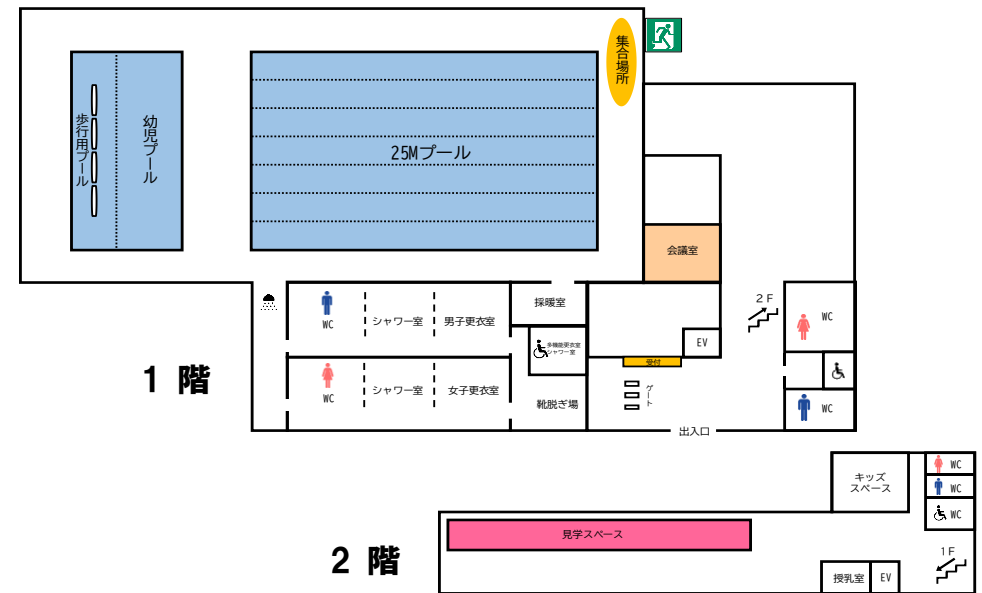 集合場所
歩行用プール
幼児プール
25Mプール
会議室
採暖室
WC
シャワー室
男子更衣室
多機能更衣室
シャワー室
EV
2F
WC
受付
1 階
WC
シャワー室
女子更衣室
靴脱ぎ場
ゲート
WC
出入口
キッズ
スペース
WC
WC
WC
見学スペース
2 階
授乳室
EV
1F